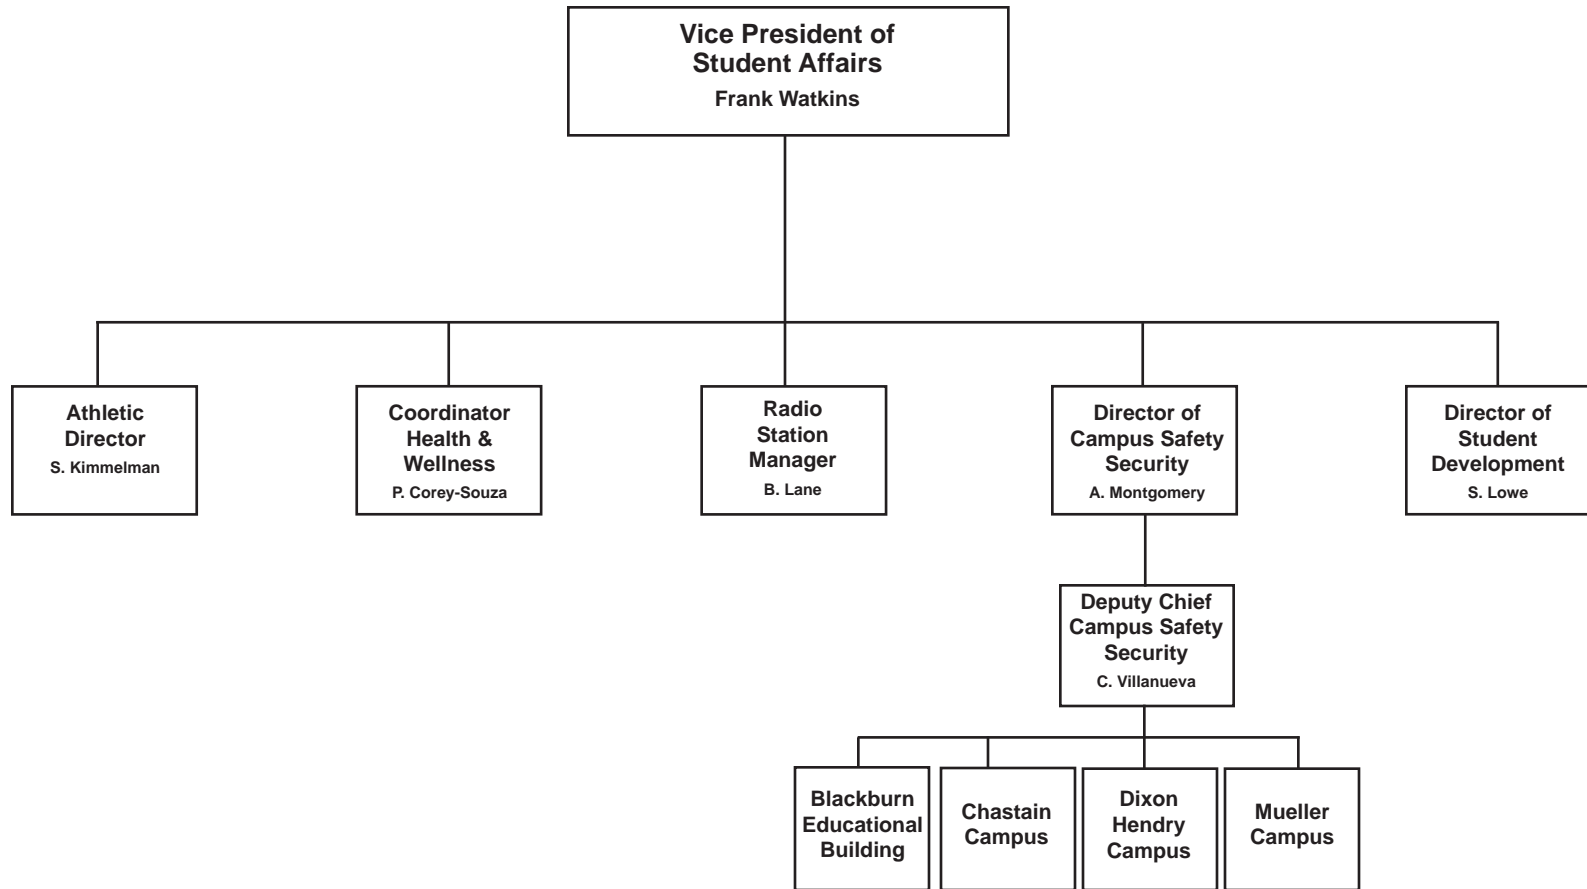 Vice President of
Student Affairs
Frank Watkins
Athletic
Director
S. Kimmelman
Coordinator
Health &
Wellness
P. Corey-Souza
Radio
Station
Manager
B. Lane
Director of
Campus Safety
Security
A. Montgomery
Director of
Student
Development
S. Lowe
Deputy Chief
Campus Safety
Security
C. Villanueva
Blackburn
Educational
Building
Chastain
Campus
Dixon
Hendry
Campus
Mueller
Campus